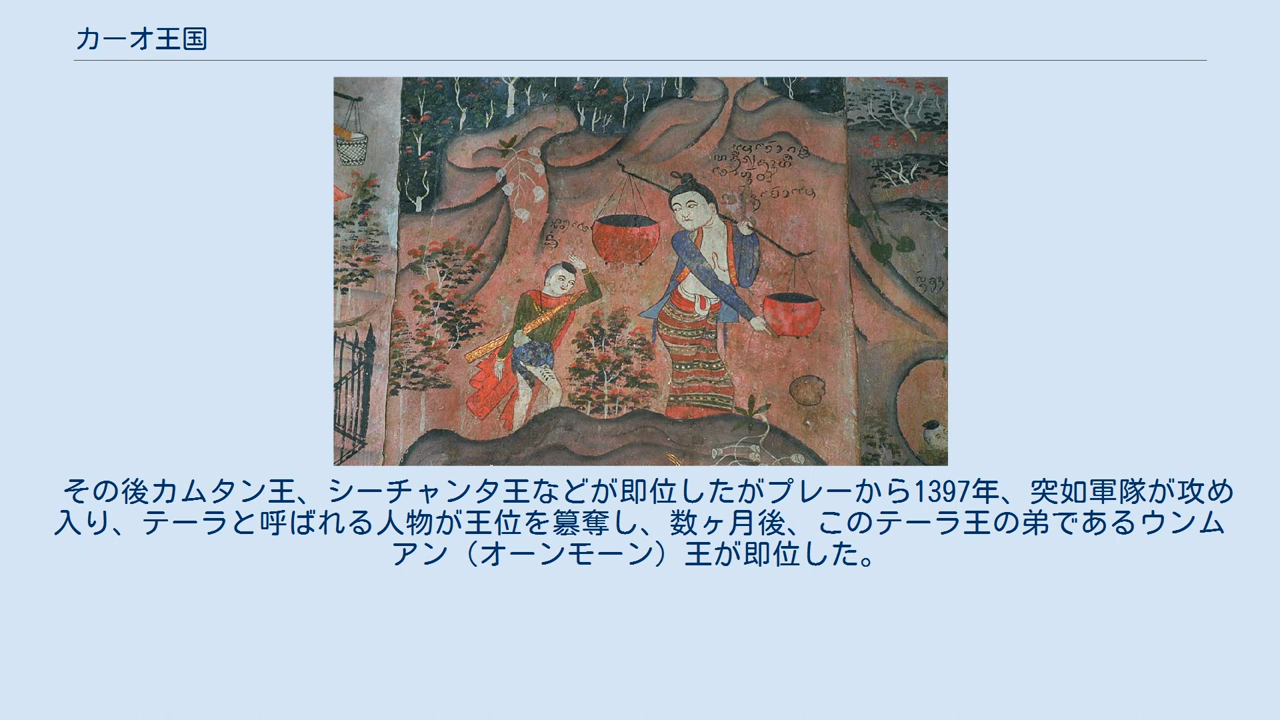 カーオ王国
その後カムタン王、シーチャンタ王などが即位したがプレーから1397年、突如軍隊が攻め
入り、テーラと呼ばれる人物が王位を簒奪し、数ヶ月後、このテーラ王の弟であるウンム
アン（オーンモーン）王が即位した。